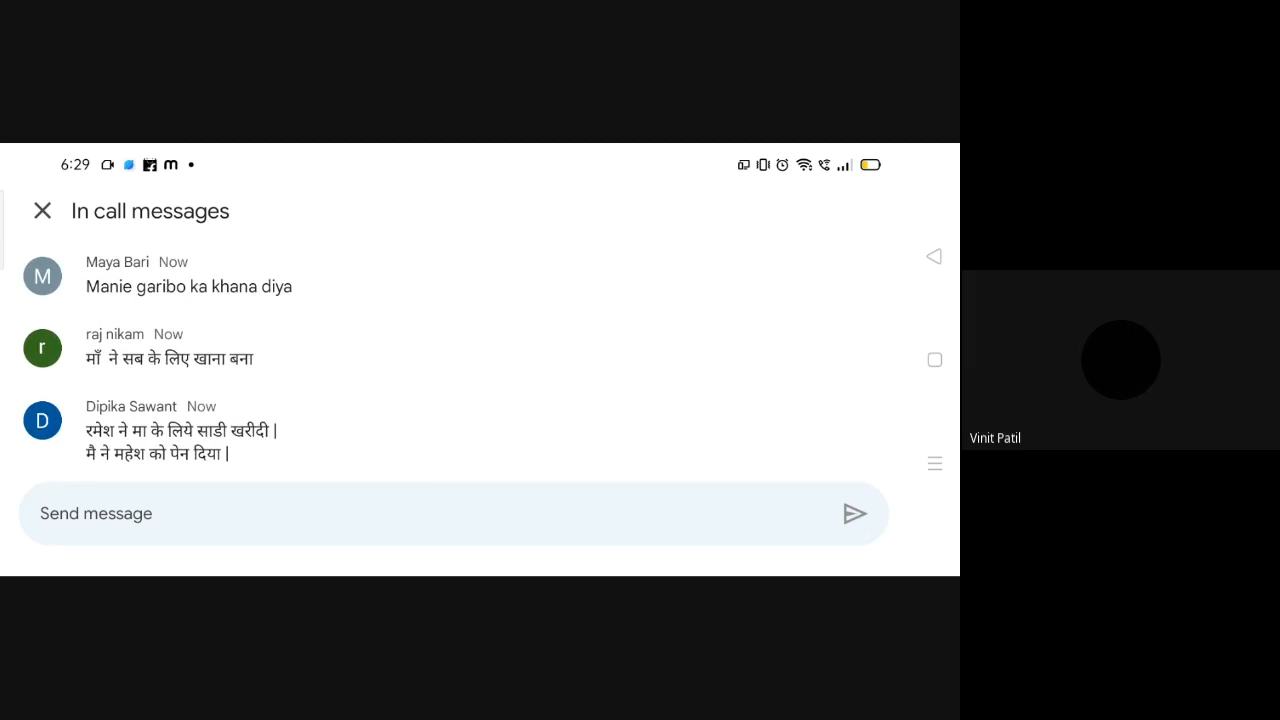 6:29
In call messages
M
Maya Bari Now
Manie garibo ka khana diya
r
raj nikam Now
माँ  ने सब के लिए खाना बना
D
Dipika Sawant Now
रमेश ने मा के लिये साडी खरीदी |
मै ने महेश को पेन दिया |
Send message
Vinit Patil